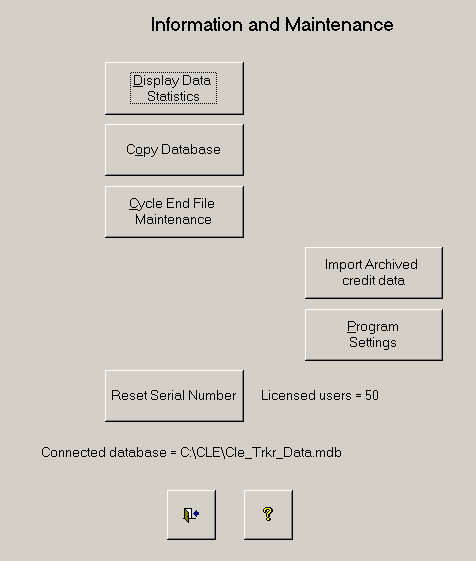 Information and Maintenance
Display Data
Statistics
Copy Database
Cycle End File
Maintenance
Import Archived
credit data
Program
Settings
Reset Serial Number
Licensed users = 50
Connected database = C:\CLE\Cle_Trkr_Data.mdb
?